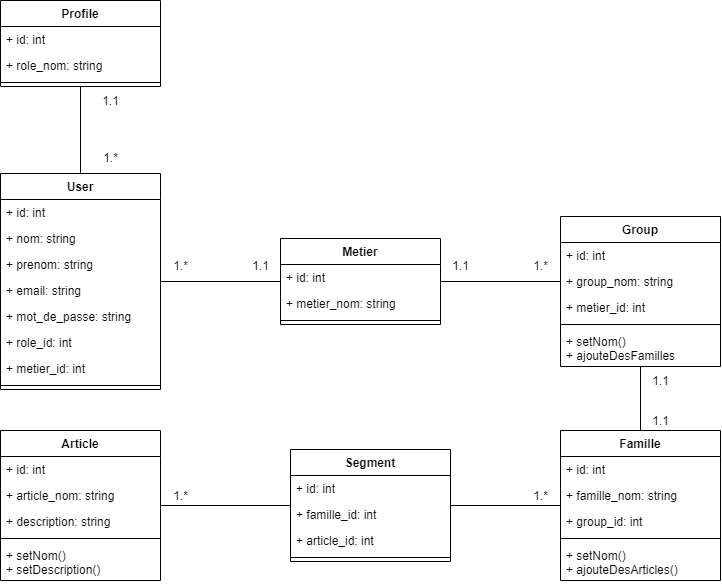 Profile
+ id: int
+ role_nom: string
1.1
1.*
User
+ id: int
+ nom: string
+ prenom: string
+ email: string
+ mot_de_passe: string
+ role_id: int
+ metier_id: int
1.*
1.1
Metier
+ id: int
+ metier_nom: string
1.1
1.*
Group
+ id: int
+ group_nom: string
+ metier_id: int
+ setNom()
+ ajouteDesFamilles
1.1
1.1
Article
+ id: int
+ article_nom: string
+ description: string
+ setNom()
+ setDescription()
1.*
Segment
+ id: int
+ famille_id: int
+ article_id: int
1.*
Famille
+ id: int
+ famille_nom: string
+ group_id: int
+ setNom()
+ ajouteDesArticles()